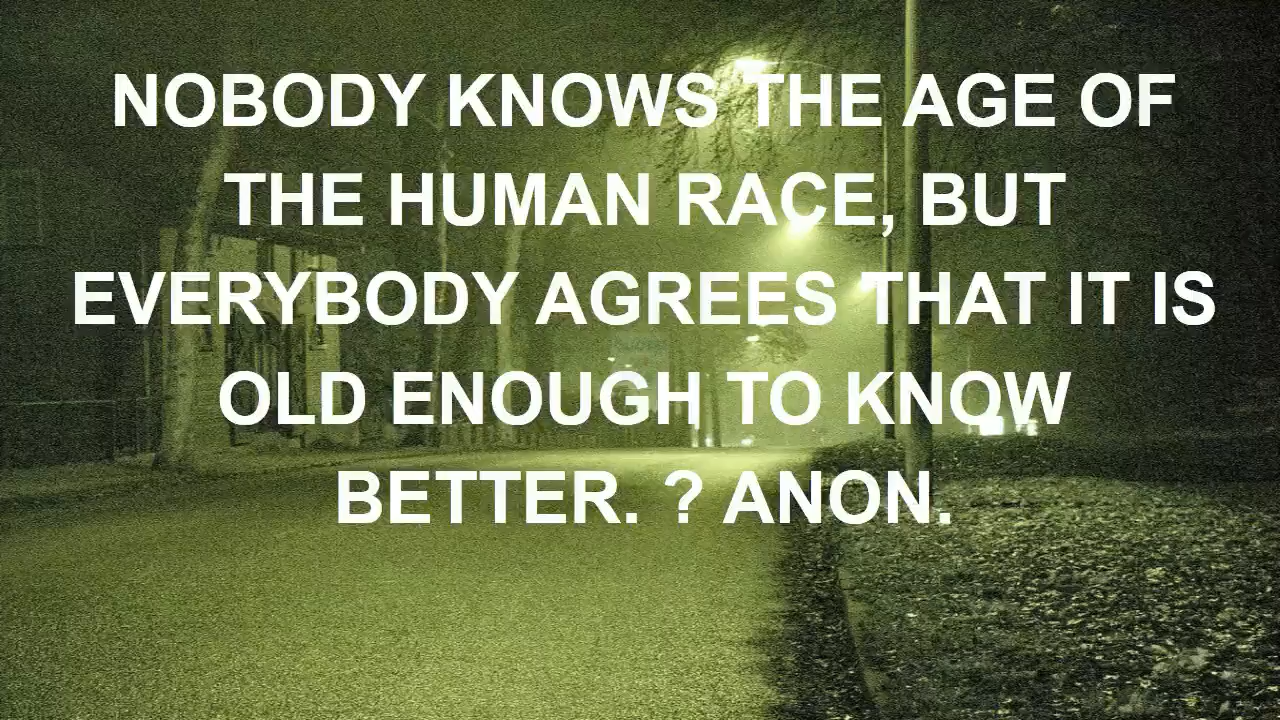 NOBODY KNOWS THE AGE OF
THE HUMAN RACE, BUT
EVERYBODY AGREES THAT IT IS
OLD ENOUGH TO KNOW
BETTER. ? ANON.